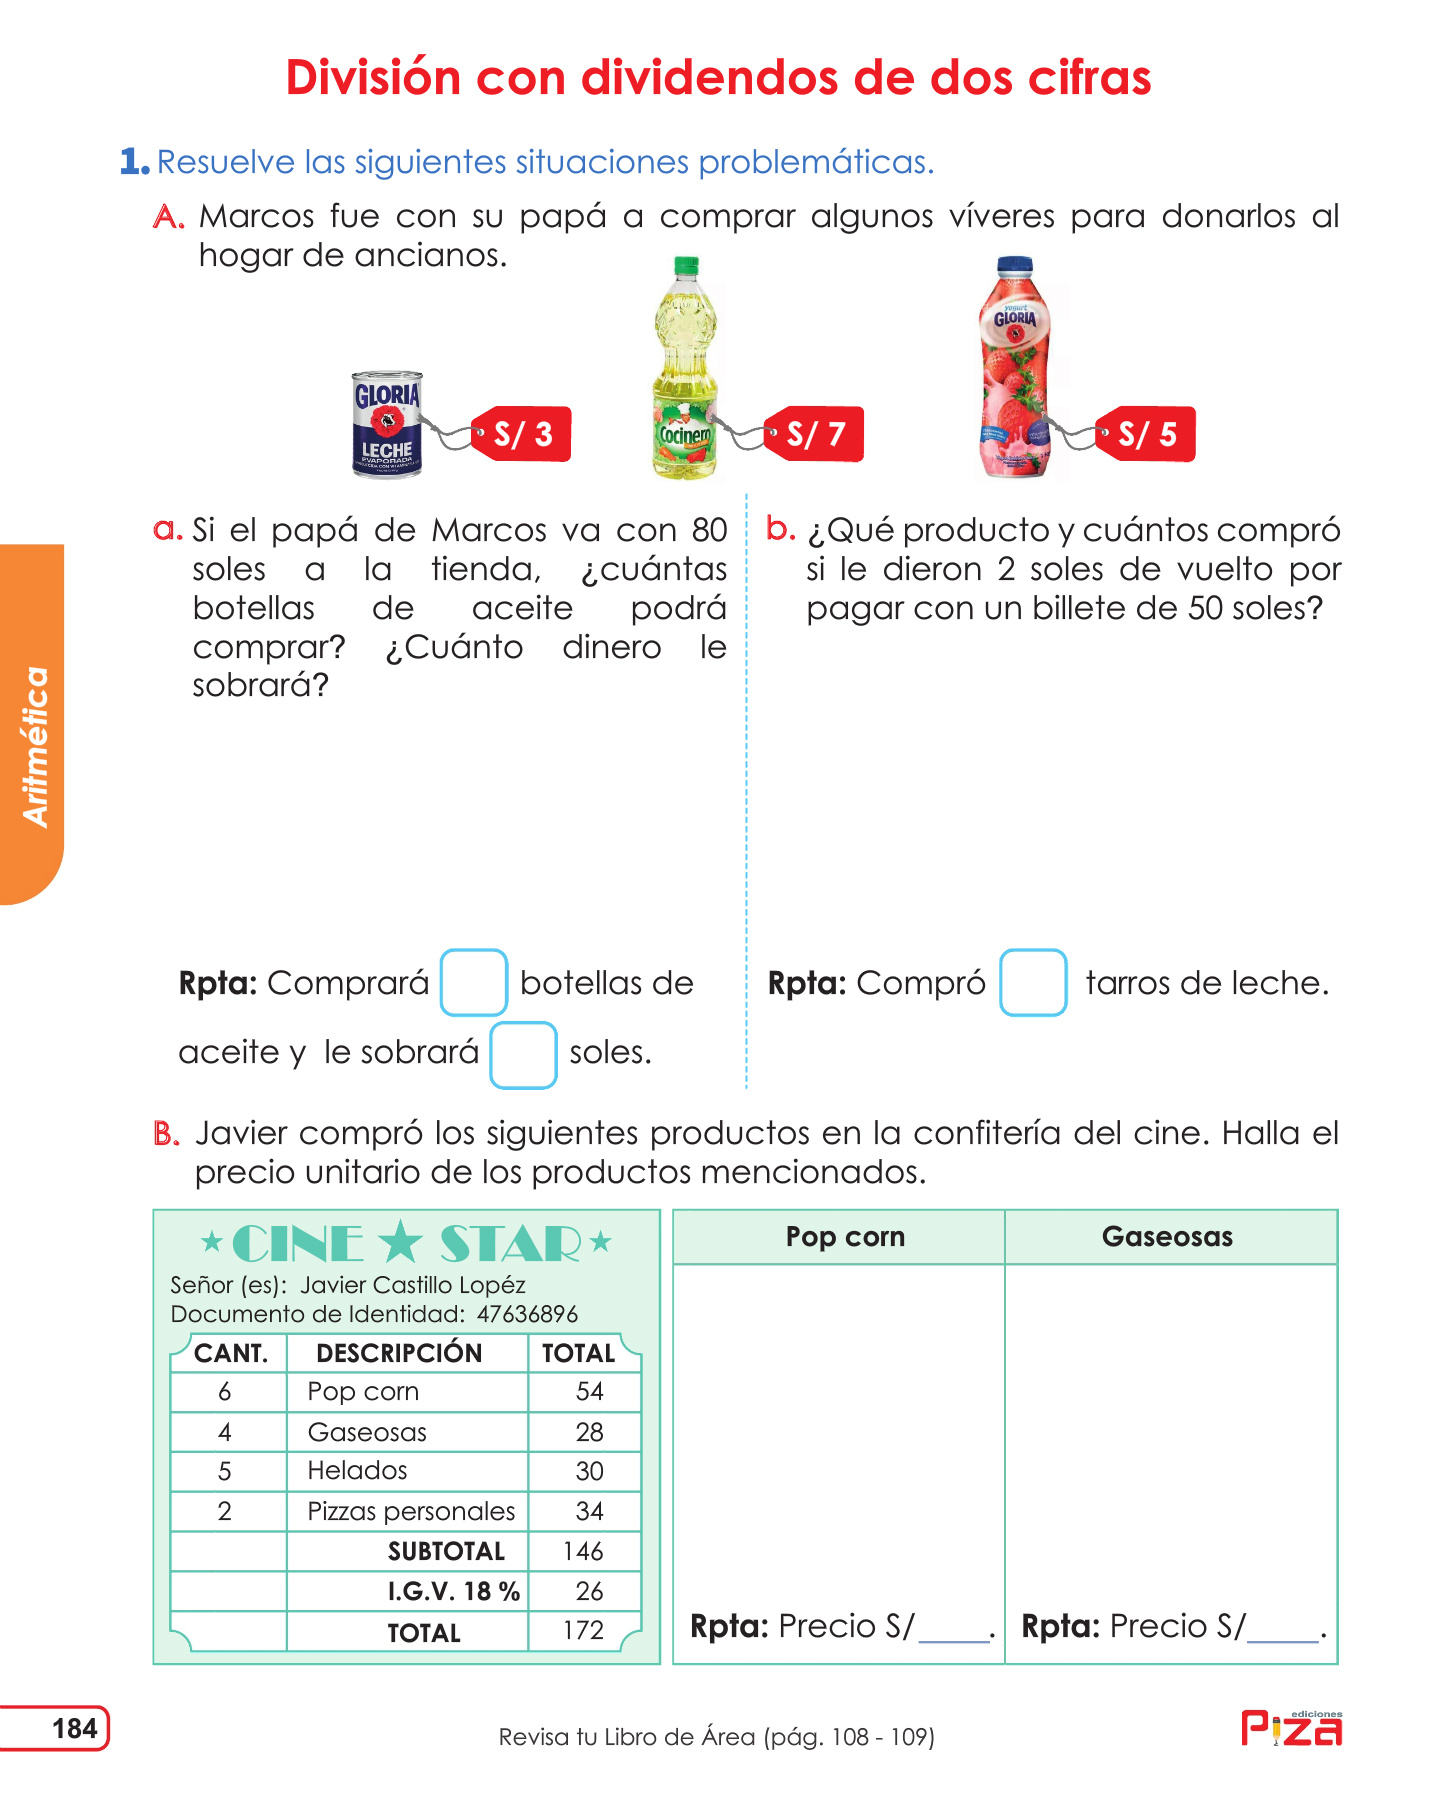 División con dividendos de dos cifras
1. Resuelve las siguientes situaciones problemáticas.
A. Marcos fue con su papá a comprar algunos víveres para donarlos al
hogar de ancianos.
GLORIA
LECHE
EVAPORADA
S/ 3
Cocinero
S/ 7
yogurt
GLORIA
S/ 5
a. Si el papá de Marcos va con 80
soles a la tienda, ¿cuántas
botellas de aceite podrá
comprar? ¿Cuánto dinero le
sobrará?
Rpta: Comprará botellas de
aceite y le sobrará soles.
b. ¿Qué producto y cuántos compró
si le dieron 2 soles de vuelto por
pagar con un billete de 50 soles?
Rpta: Compró tarros de leche.
Aritmética
B. Javier compró los siguientes productos en la confitería del cine. Halla el
precio unitario de los productos mencionados.
CINE STAR
Señor (es): Javier Castillo Lopéz
Documento de Identidad: 47636896
CANT. DESCRIPCIÓN TOTAL
6 Pop corn 54
4 Gaseosas 28
5 Helados 30
2 Pizzas personales 34
SUBTOTAL 146
I.G.V. 18 % 26
TOTAL 172
Pop corn Gaseosas
Rpta: Precio S/_____. Rpta: Precio S/_____.
184
Revisa tu Libro de Área (pág. 108 - 109)
ediciones
Piza